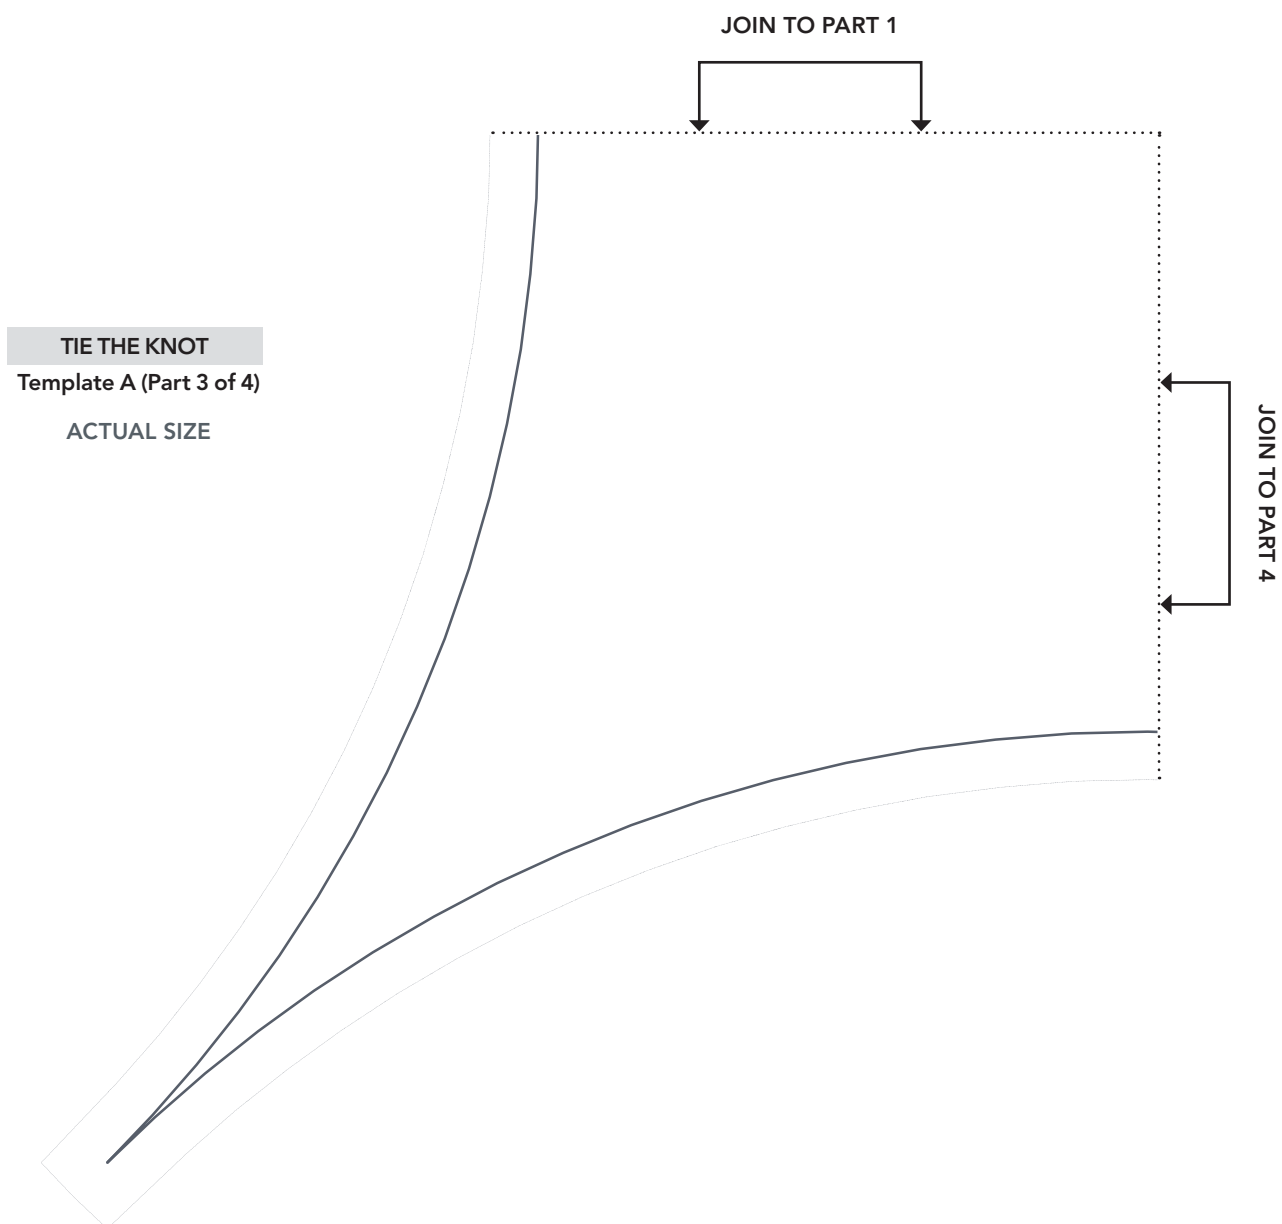 JOIN TO PART 1
TIE THE KNOT
Template A (Part 3 of 4)
ACTUAL SIZE
JOIN TO PART 4